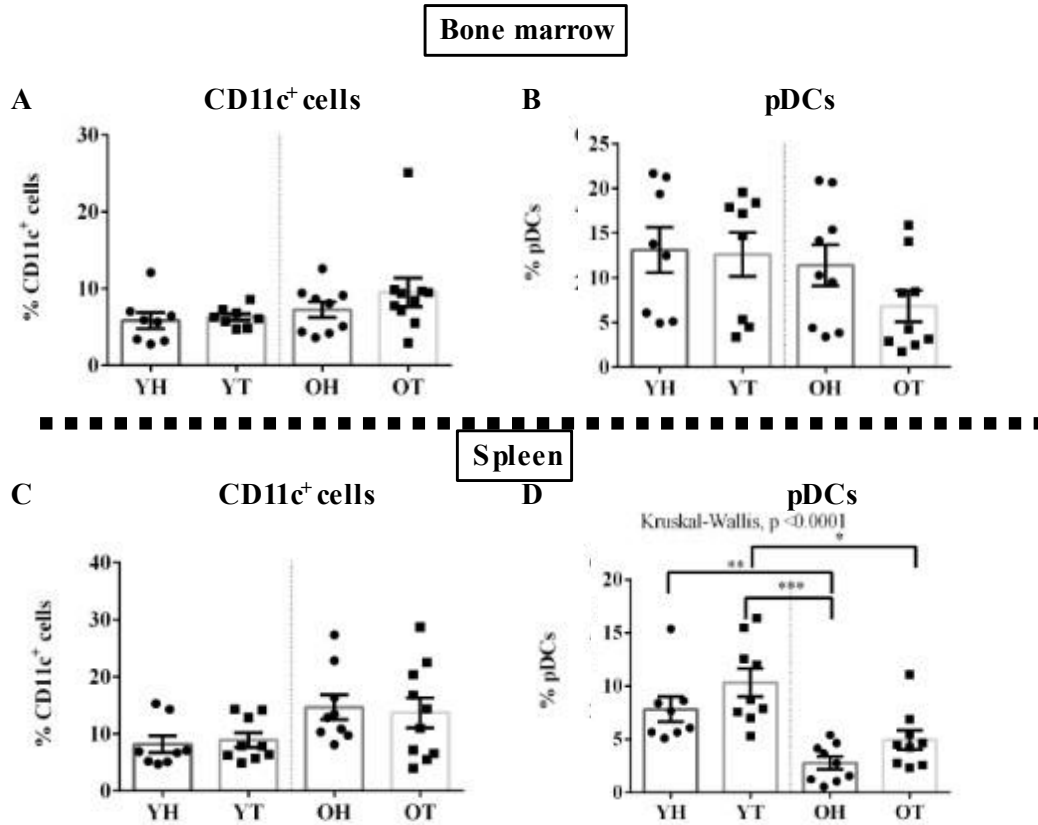 Bone marrow
A CD11c⁺ cells
B pDCs
% CD11c⁺ cells
30
20
10
0
YH YT OH OT
% pDCs
25
20
15
10
5
0
YH YT OH OT
Spleen
C CD11c⁺ cells
D pDCs
Kruskal-Wallis, p <0.0001
*
**
***
% CD11c⁺ cells
40
30
20
10
0
YH YT OH OT
% pDCs
20
15
10
5
0
YH YT OH OT